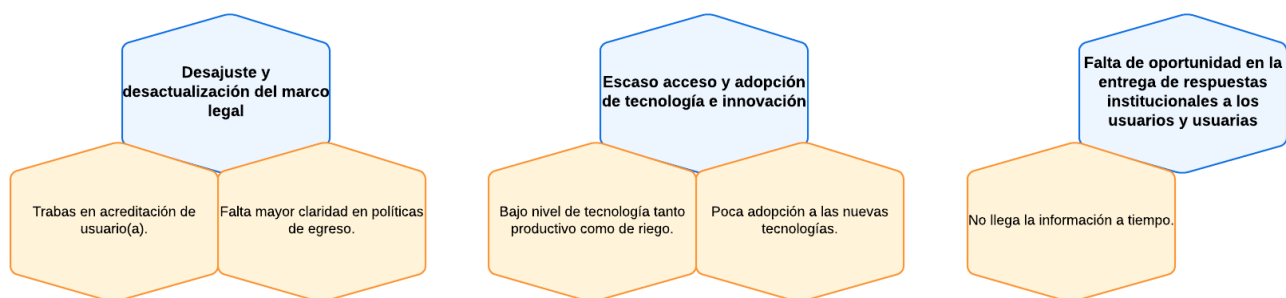 Desajuste y
desactualización del marco
legal
Trabas en acreditación de
usuario(a).
Falta mayor claridad en políticas
de egreso.
Escaso acceso y adopción
de tecnología e innovación
Bajo nivel de tecnología tanto
productivo como de riego.
Poca adopción a las nuevas
tecnologías.
Falta de oportunidad en la
entrega de respuestas
institucionales a los
usuarios y usuarias
No llega la información a tiempo.